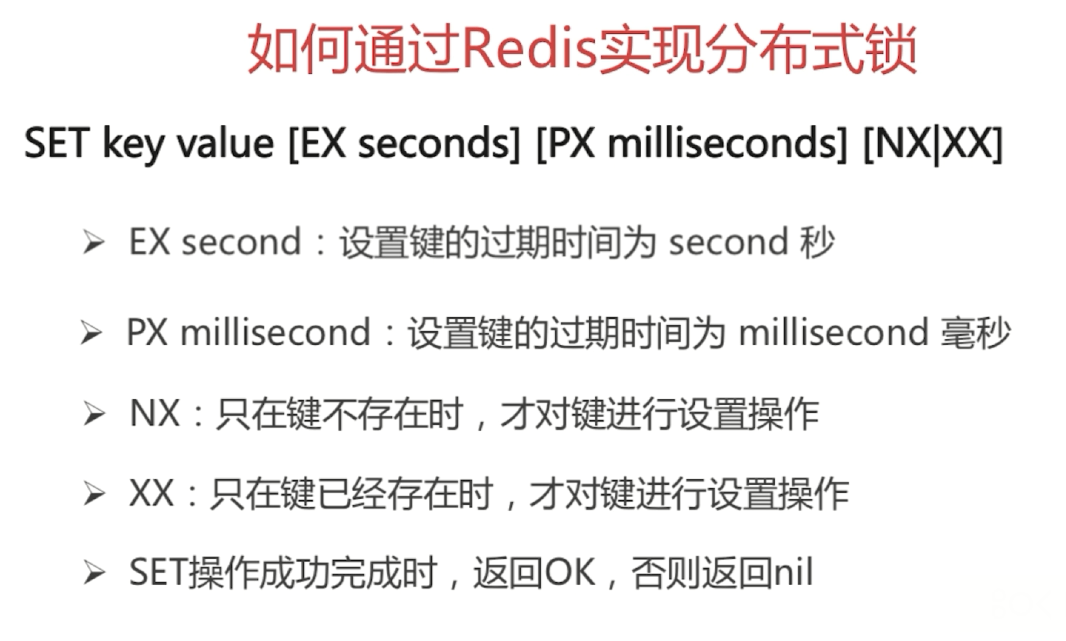 如何通过Redis实现分布式锁
SET key value [EX seconds] [PX milliseconds] [NX|XX]
➢ EX second：设置键的过期时间为 second 秒
➢ PX millisecond：设置键的过期时间为 millisecond 毫秒
➢ NX：只在键不存在时，才对键进行设置操作
➢ XX：只在键已经存在时，才对键进行设置操作
➢ SET操作成功完成时，返回OK，否则返回nil